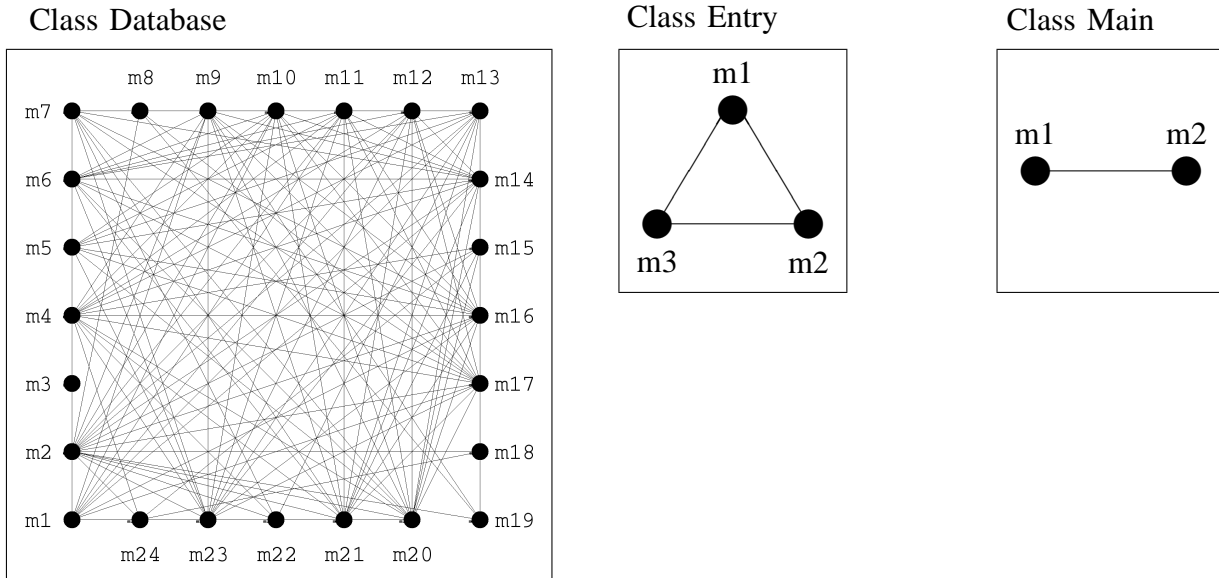 Class Database
Class Entry
Class Main
m8 m9 m10 m11 m12 m13
m7
m6
m5
m4
m3
m2
m1
m14
m15
m16
m17
m18
m19
m24 m23 m22 m21 m20
m1
m3
m2
m1
m2